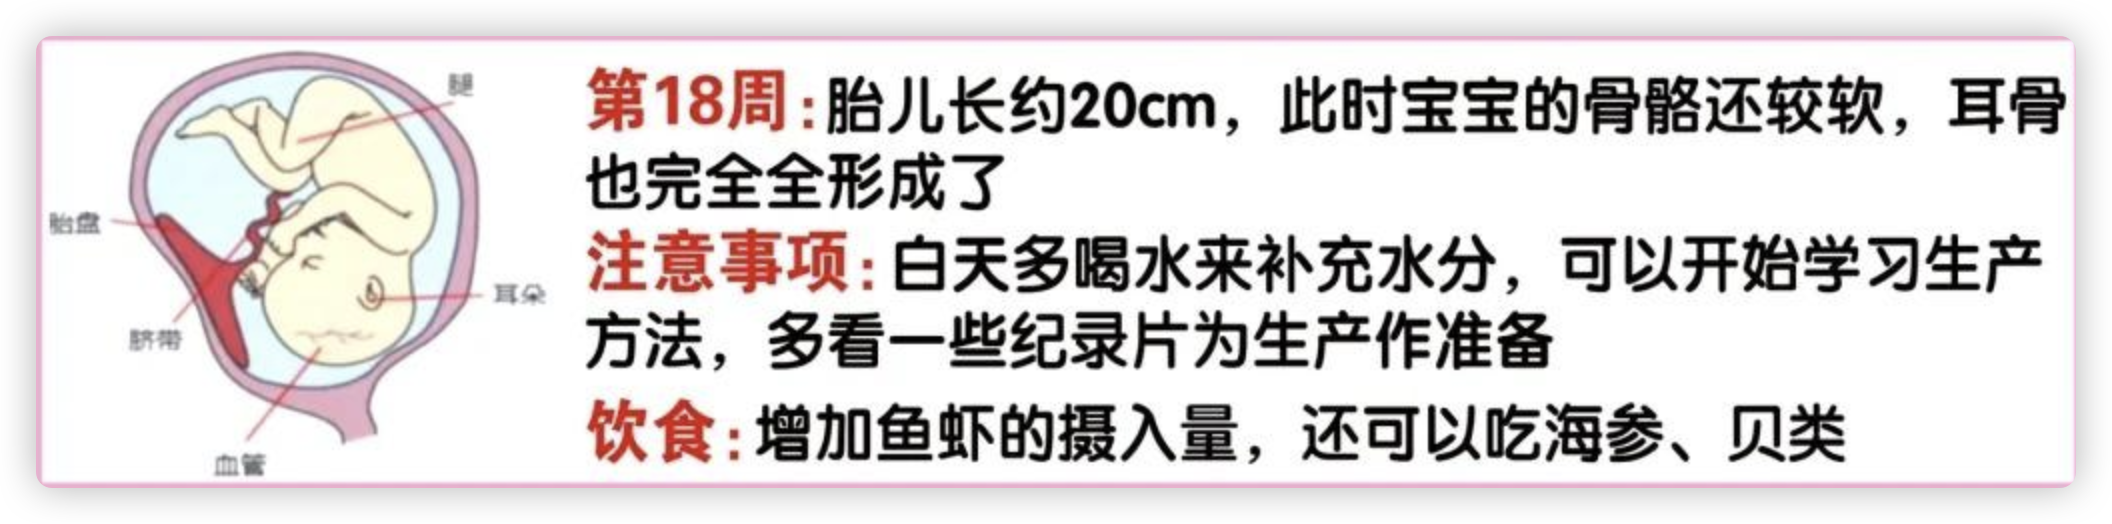 腿
胎盘
耳朵
脐带
血管
第18周:胎儿长约20cm，此时宝宝的骨骼还较软，耳骨
也完全全形成了
注意事项:白天多喝水来补充水分，可以开始学习生产
方法，多看一些纪录片为生产作准备
饮食:增加鱼虾的摄入量，还可以吃海参、贝类